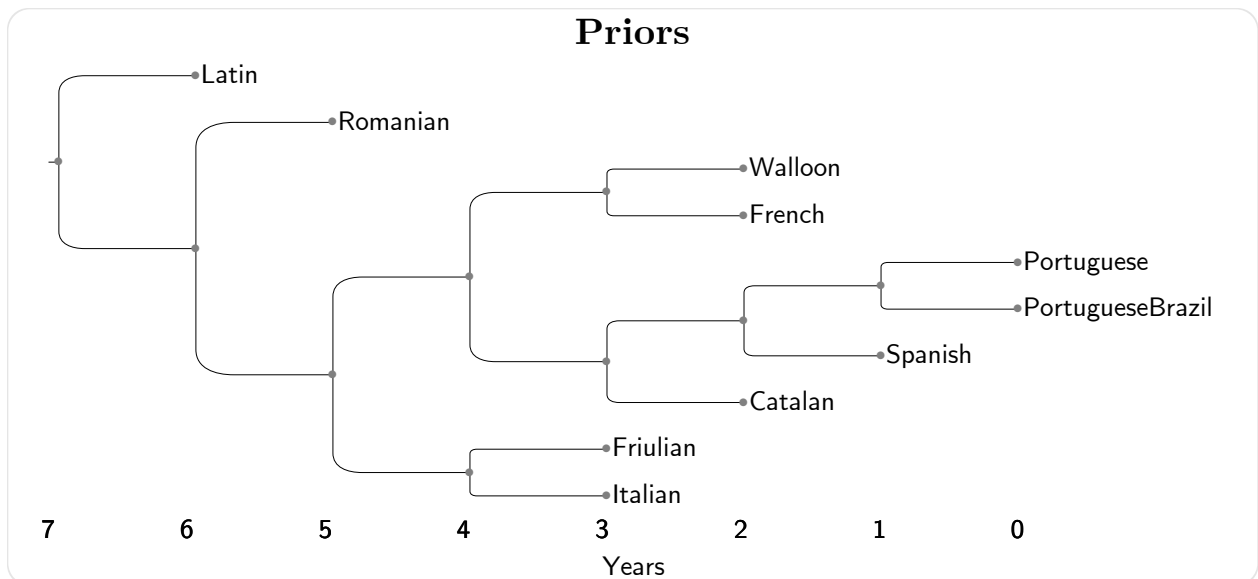 Priors
Latin
Romanian
Walloon
French
Portuguese
PortugueseBrazil
Spanish
Catalan
Friulian
Italian
7 6 5 4 3 2 1 0
Years